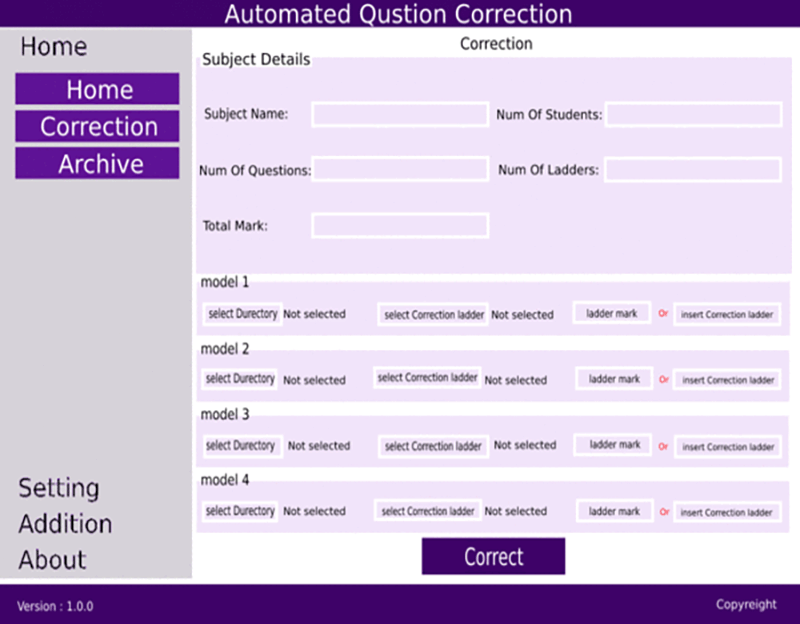 Automated Qustion Correction
Home
Home
Correction
Archive
Setting
Addition
About
Correction
Subject Details
Subject Name:
Num Of Students:
Num Of Questions:
Num Of Ladders:
Total Mark:
model 1
select Durectory Not selected select Correction ladder Not selected ladder mark Or insert Correction ladder
model 2
select Durectory Not selected select Correction ladder Not selected ladder mark Or insert Correction ladder
model 3
select Durectory Not selected select Correction ladder Not selected ladder mark Or insert Correction ladder
model 4
select Durectory Not selected select Correction ladder Not selected ladder mark Or insert Correction ladder
Correct
Version : 1.0.0
Copyreight